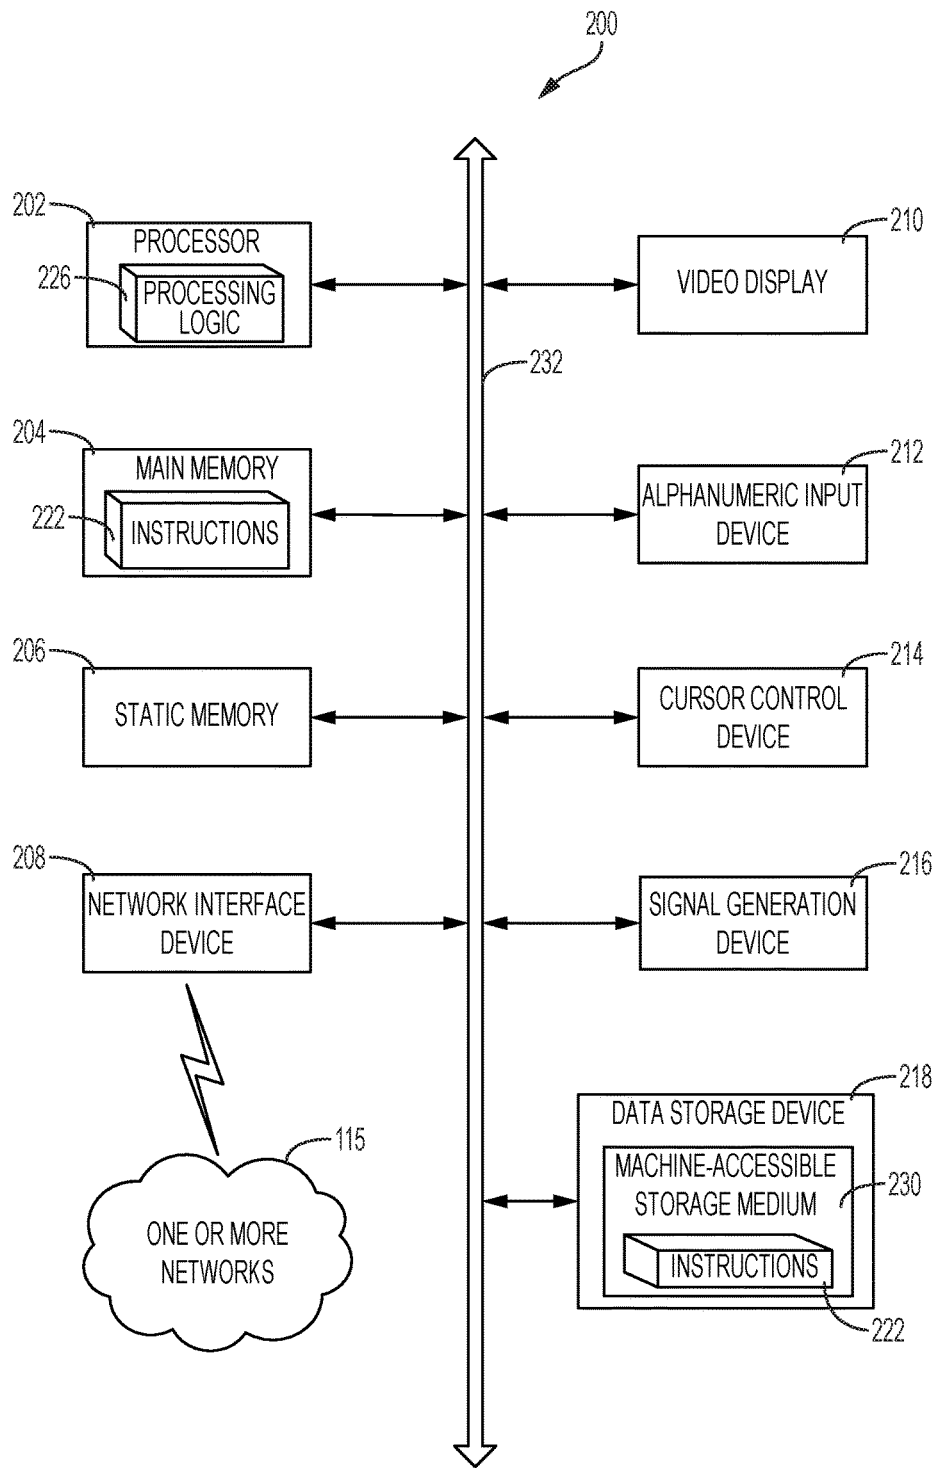 200
202
PROCESSOR
226
PROCESSING
LOGIC
210
VIDEO DISPLAY
232
204
MAIN MEMORY
222
INSTRUCTIONS
212
ALPHANUMERIC INPUT
DEVICE
206
STATIC MEMORY
214
CURSOR CONTROL
DEVICE
208
NETWORK INTERFACE
DEVICE
216
SIGNAL GENERATION
DEVICE
115
ONE OR MORE
NETWORKS
218
DATA STORAGE DEVICE
MACHINE-ACCESSIBLE
STORAGE MEDIUM
230
INSTRUCTIONS
222